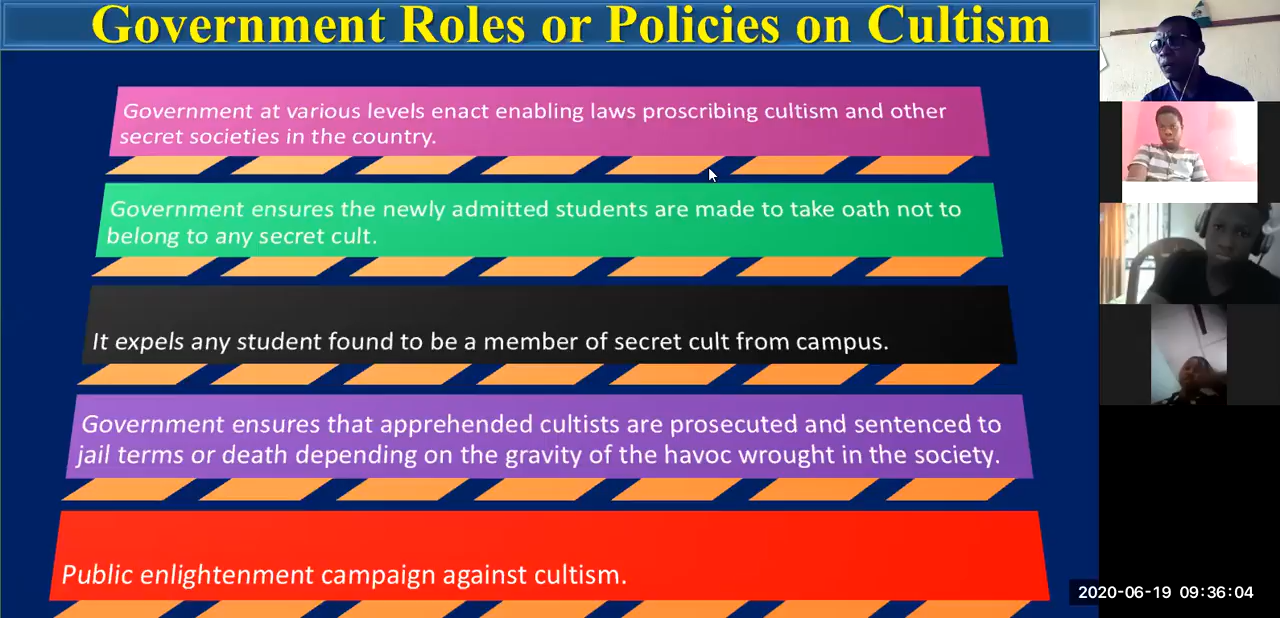 Government Roles or Policies on Cultism
Government at various levels enact enabling laws proscribing cultism and other
secret societies in the country.
Government ensures the newly admitted students are made to take oath not to
belong to any secret cult.
It expels any student found to be a member of secret cult from campus.
Government ensures that apprehended cultists are prosecuted and sentenced to
jail terms or death depending on the gravity of the havoc wrought in the society.
Public enlightenment campaign against cultism.
2020-06-19 09:36:04